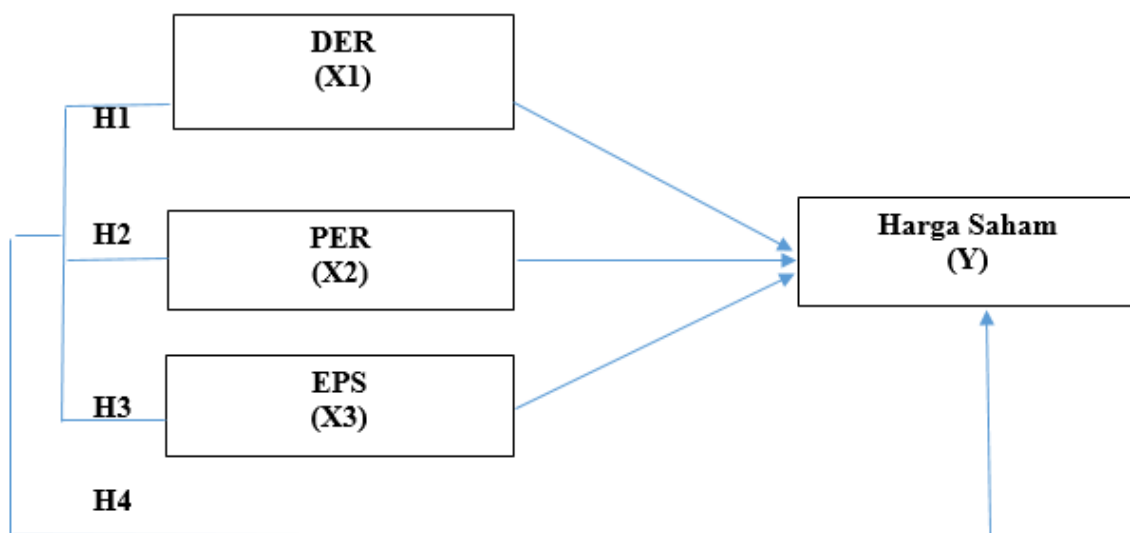 DER
(X1)
H1
H2
PER
(X2)
Harga Saham
(Y)
H3
EPS
(X3)
H4